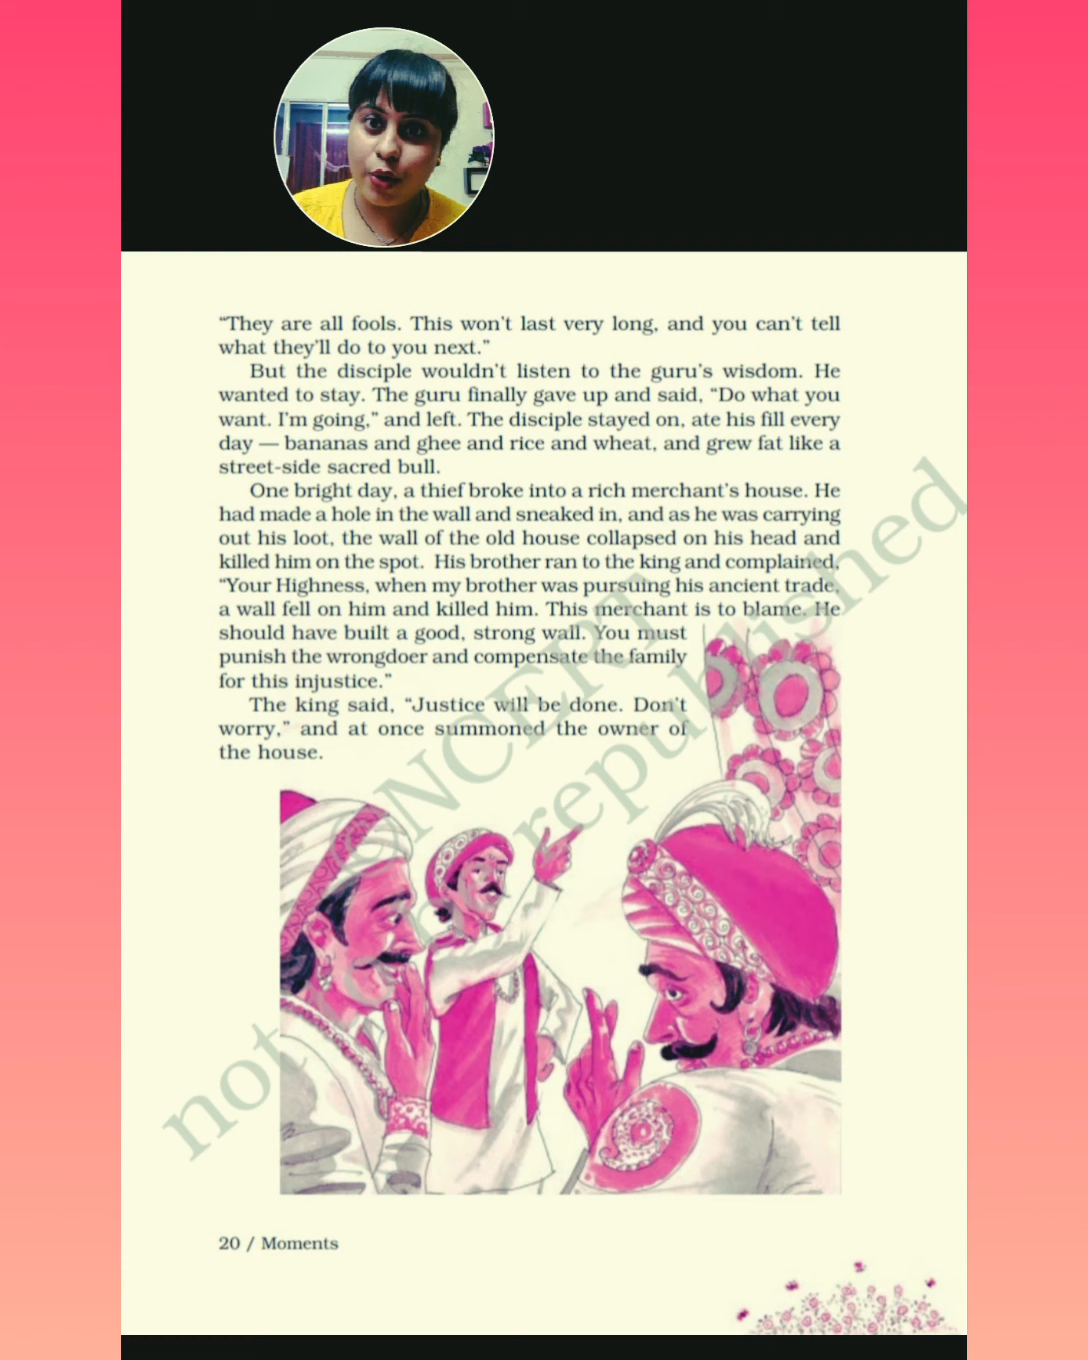 “They are all fools. This won’t last very long, and you can’t tell
what they’ll do to you next.”
But the disciple wouldn’t listen to the guru’s wisdom. He
wanted to stay. The guru finally gave up and said, “Do what you
want. I’m going,” and left. The disciple stayed on, ate his fill every
day — bananas and ghee and rice and wheat, and grew fat like a
street-side sacred bull.
One bright day, a thief broke into a rich merchant’s house. He
had made a hole in the wall and sneaked in, and as he was carrying
out his loot, the wall of the old house collapsed on his head and
killed him on the spot. His brother ran to the king and complained,
“Your Highness, when my brother was pursuing his ancient trade,
a wall fell on him and killed him. This merchant is to blame. He
should have built a good, strong wall. You must
punish the wrongdoer and compensate the family
for this injustice.”
The king said, “Justice will be done. Don’t
worry,” and at once summoned the owner of
the house.
NCERT
not republished
20 / Moments